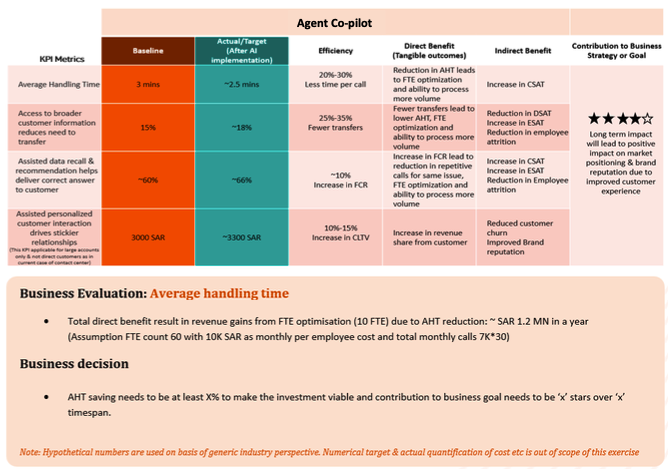 Agent Co-pilot
KPI Metrics
Baseline
Actual/Target
(After AI
implementation)
Efficiency
Direct Benefit
(Tangible outcomes)
Indirect Benefit
Contribution to Business
Strategy or Goal
Average Handling Time
3 mins
~2.5 mins
20%-30%
Less time per call
Reduction in AHT leads
to FTE optimization
and ability to process
more volume
Increase in CSAT
Access to broader
customer information
reduces need to
transfer
15%
~18%
25%-35%
Fewer transfers
Fewer transfers lead to
lower AHT, FTE
optimization and
ability to process
more volume
Reduction in DSAT
Increase in ESAT
Reduction in employee
attrition
Assisted data recall &
recommendation helps
deliver correct answer
to customer
~60%
~66%
~10%
Increase in FCR
Increase in FCR lead to
reduction in repetitive
calls for same issue,
FTE optimization and
ability to process more
volume
Increase in CSAT
Increase in ESAT
Reduction in Employee
attrition
Assisted personalized
customer interaction
drives stickier
relationships
(This KPI applicable for large accounts
only & not direct customers as in
current case of contact center)
3000 SAR
~3300 SAR
10%-15%
Increase in CLTV
Increase in revenue
share from customer
Reduced customer
churn
Improved Brand
reputation
★★★★☆
Long term impact
will lead to positive
impact on market
positioning & brand
reputation due to
improved customer
experience
Business Evaluation: Average handling time
• Total direct benefit result in revenue gains from FTE optimisation (10 FTE) due to AHT reduction: ~ SAR 1.2 MN in a year
(Assumption FTE count 60 with 10K SAR as monthly per employee cost and total monthly calls 7K*30)
Business decision
• AHT saving needs to be at least X% to make the investment viable and contribution to business goal needs to be ‘x’ stars over ‘x’
timespan.
Note: Hypothetical numbers are used on basis of generic industry perspective. Numerical target & actual quantification of cost etc is out of scope of this exercise